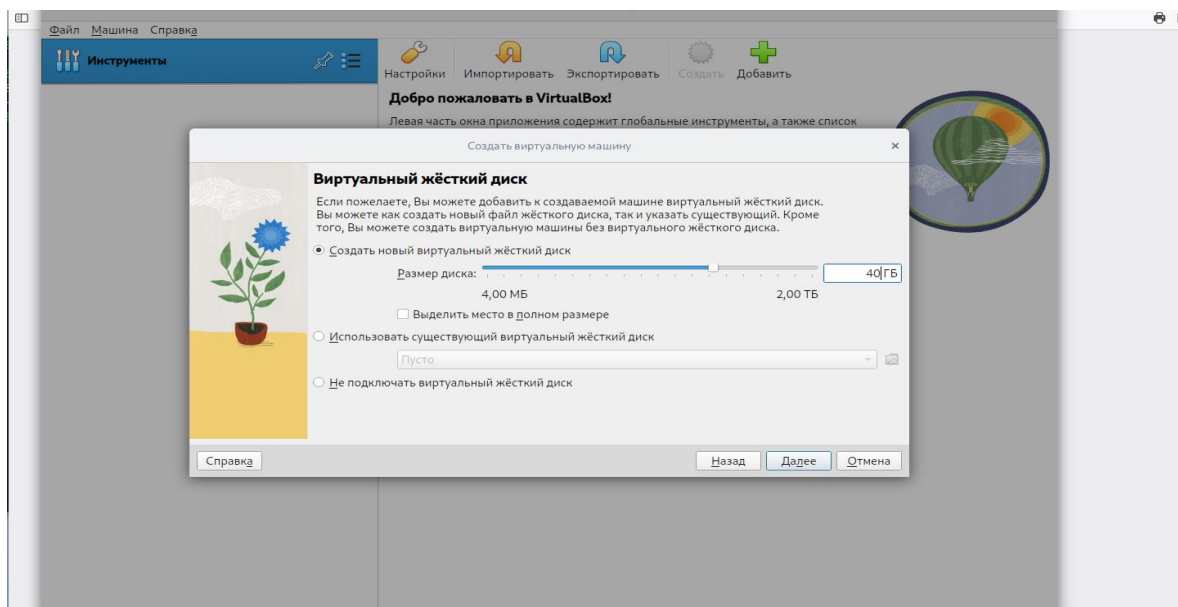 Файл Машина Справка
Инструменты
Настройки Импортировать Экспортировать Создать Добавить
Добро пожаловать в VirtualBox!
Левая часть окна приложения содержит глобальные инструменты, а также список
Создать виртуальную машину
Виртуальный жёсткий диск
Если пожелаете, Вы можете добавить к создаваемой машине виртуальный жёсткий диск.
Вы можете как создать новый файл жёсткого диска, так и указать существующий. Кроме
того, Вы можете создать виртуальную машины без виртуального жёсткого диска.
Создать новый виртуальный жёсткий диск
Размер диска: 40 ГБ
4,00 МБ 2,00 ТБ
Выделить место в полном размере
Использовать существующий виртуальный жёсткий диск
Пусто
Не подключать виртуальный жёсткий диск
Справка Назад Далее Отмена